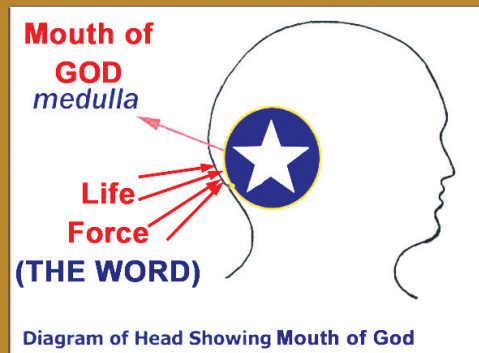 Mouth of
GOD
medulla
Life
Force
(THE WORD)
Diagram of Head Showing Mouth of God